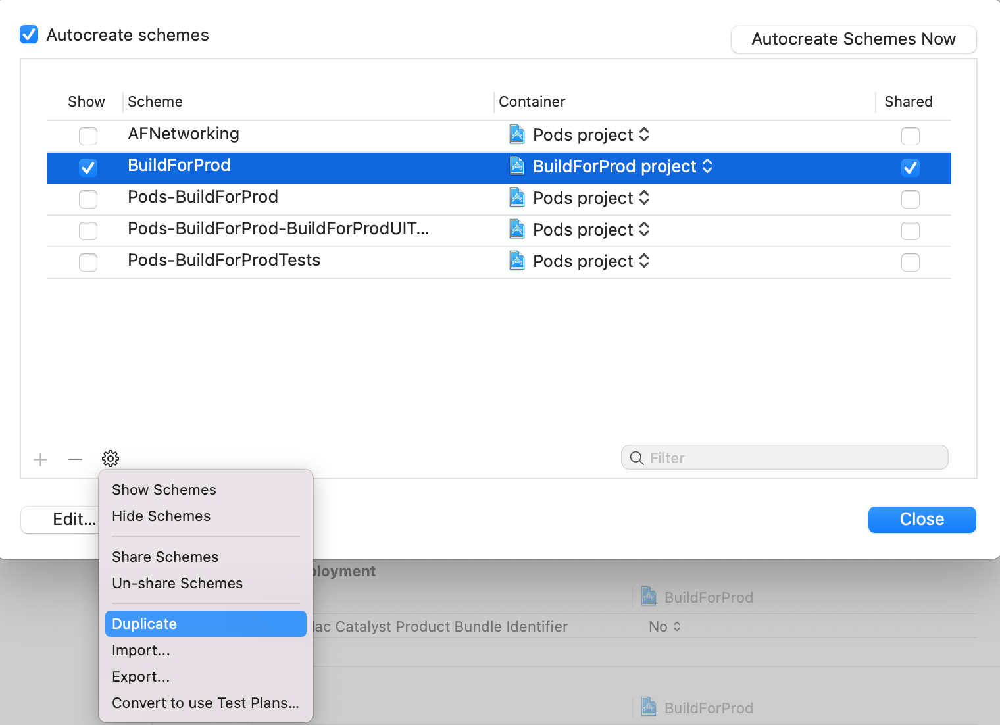 Autocreate schemes
Autocreate Schemes Now
Show Scheme Container Shared
AFNetworking Pods project
BuildForProd BuildForProd project
Pods-BuildForProd Pods project
Pods-BuildForProd-BuildForProdUIT... Pods project
Pods-BuildForProdTests Pods project
Filter
Show Schemes
Hide Schemes
Edit...
Close
Share Schemes
Un-share Schemes
Duplicate
Import...
Export...
Convert to use Test Plans...
ployment
BuildForProd
ac Catalyst Product Bundle Identifier No
BuildForProd